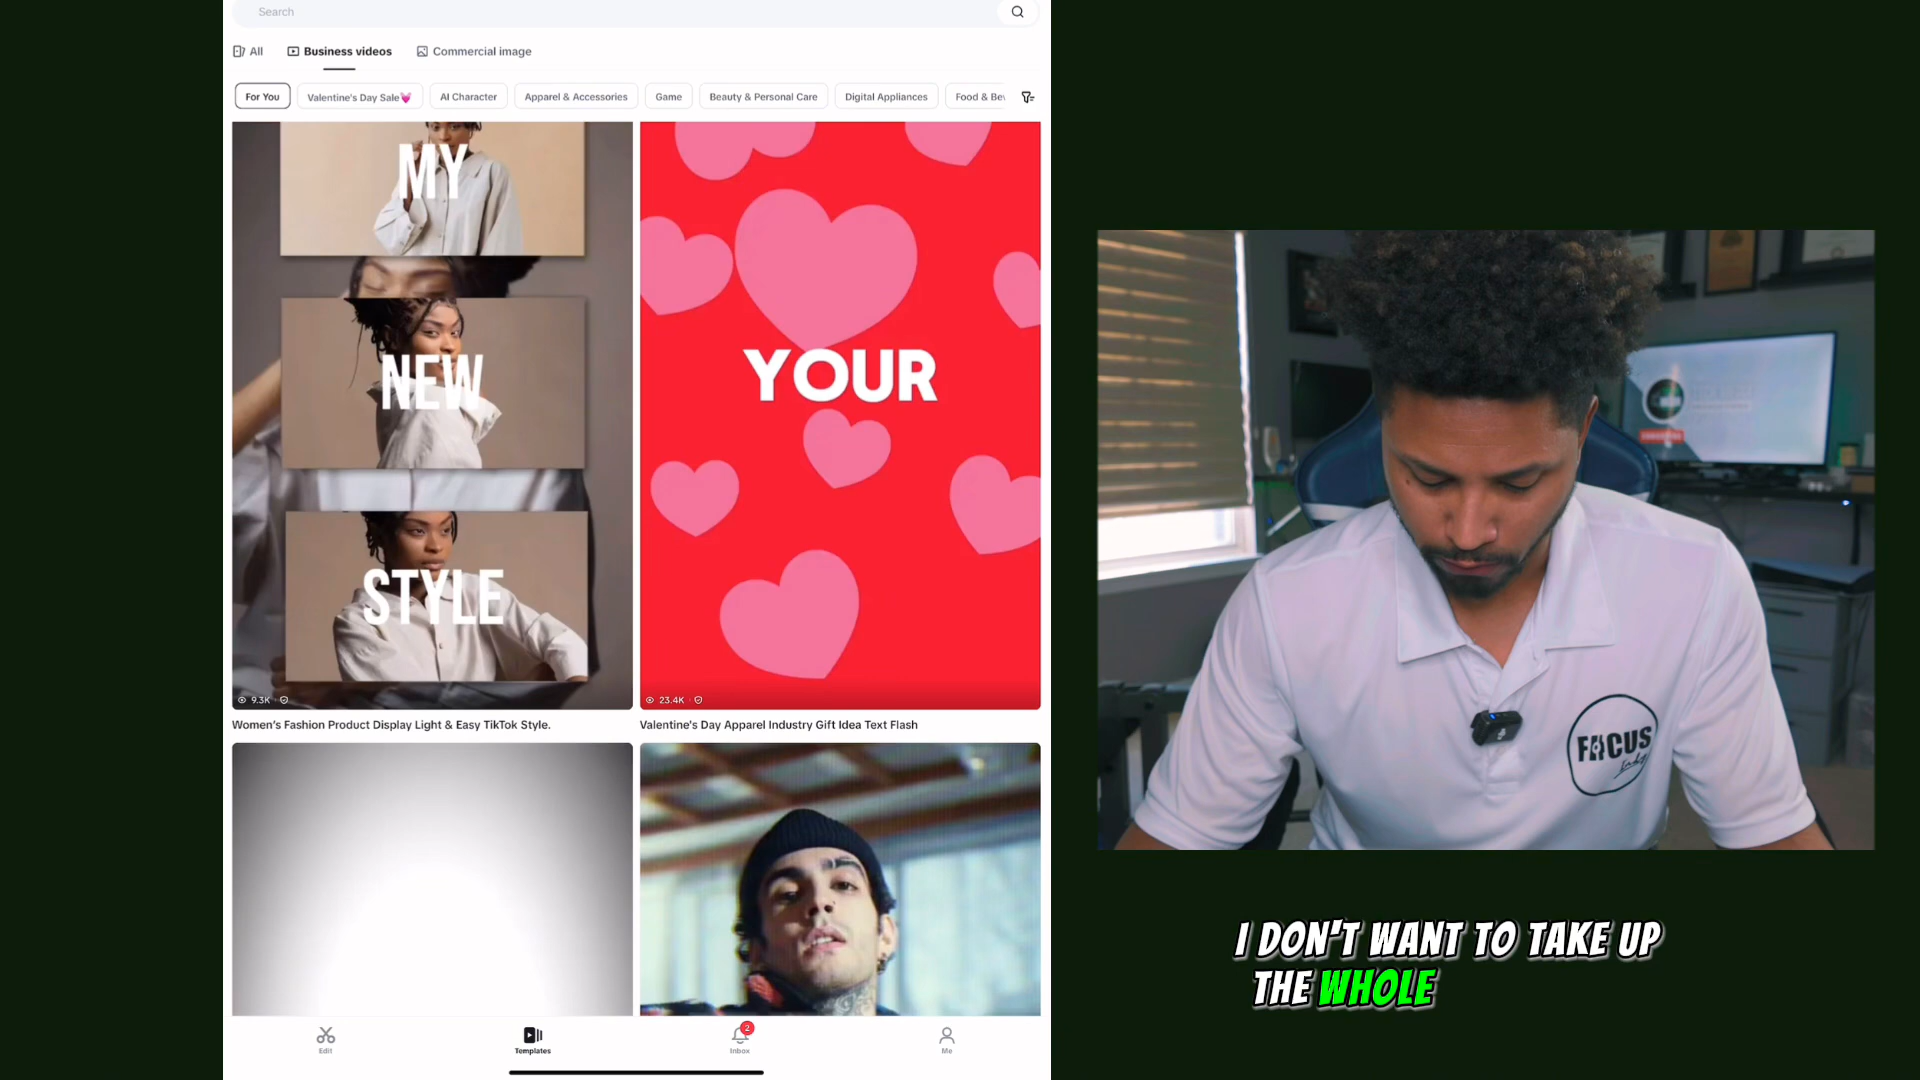 Search
All
Business videos
Commercial image
For You
Valentine's Day Sale💓
AI Character
Apparel & Accessories
Game
Beauty & Personal Care
Digital Appliances
Food & Be
MY
NEW
STYLE
9.3K
Women's Fashion Product Display Light & Easy TikTok Style.
YOUR
23.4K
Valentine's Day Apparel Industry Gift Idea Text Flash
Edit
Templates
2
Inbox
Me
FOCUS
I DON'T WANT TO TAKE UP
THE WHOLE